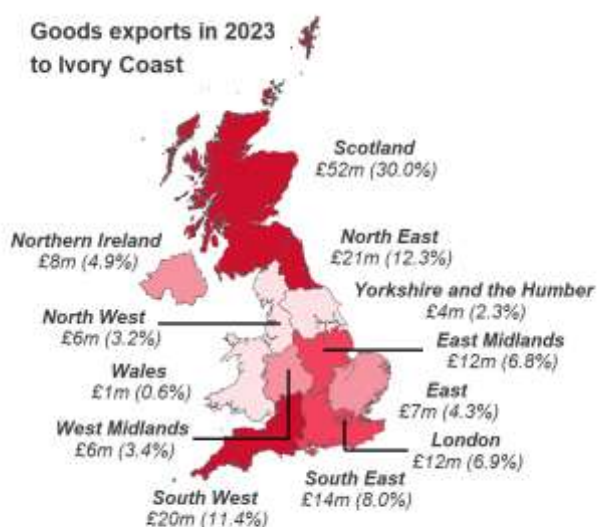 Goods exports in 2023
to Ivory Coast
Scotland
£52m (30.0%)
Northern Ireland
£8m (4.9%)
North East
£21m (12.3%)
Yorkshire and the Humber
£4m (2.3%)
North West
£6m (3.2%)
East Midlands
£12m (6.8%)
Wales
£1m (0.6%)
East
£7m (4.3%)
West Midlands
£6m (3.4%)
London
£12m (6.9%)
South East
£14m (8.0%)
South West
£20m (11.4%)